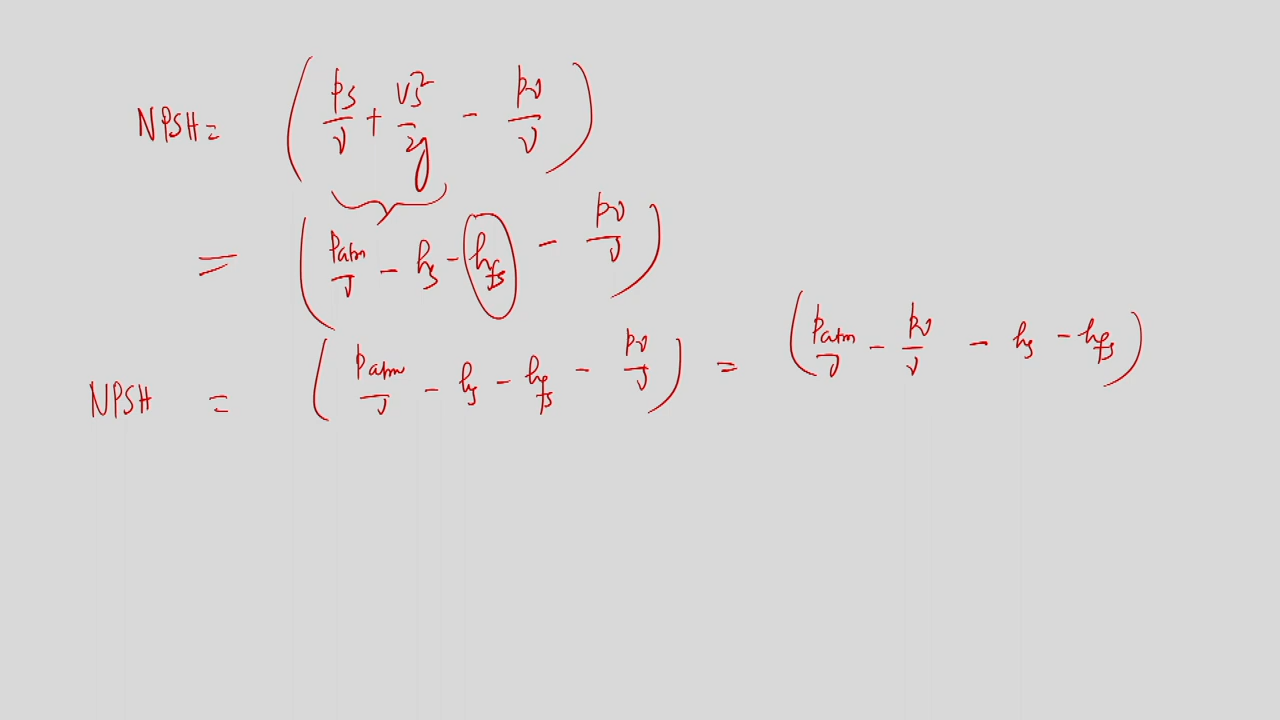 NPSH = ( ps/γ + vs²/2g - pv/γ )
= ( Patm/γ - hs - hfs - pv/γ )
NPSH = ( Patm/γ - hs - hfs - pv/γ ) = ( Patm/γ - pv/γ - hs - hfs )